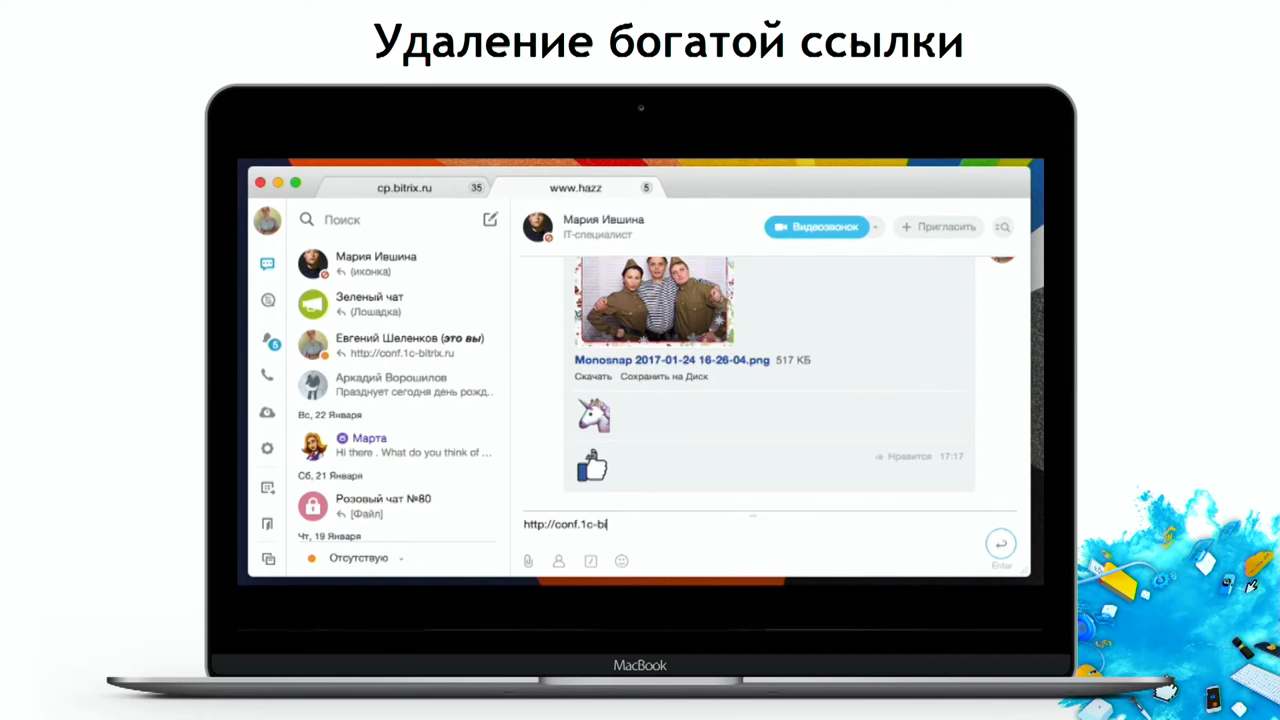 Удаление богатой ссылки
cp.bitrix.ru 35
www.hazz 5
Поиск
Мария Ившина
(иконка)
Зеленый чат
(Лошадка)
Евгений Шеленков (это вы)
http://conf.1c-bitrix.ru
Аркадий Ворошилов
Празднует сегодня день рожд...
Вс, 22 Января
Марта
Hi there . What do you think of ...
Сб, 21 Января
Розовый чат №80
[Файл]
Чт, 19 Января
Отсутствую
5
Мария Ившина
IT-специалист
Видеозвонок
+ Пригласить
Monosnap 2017-01-24 16-26-04.png 517 КБ
Скачать Сохранить на Диск
Нравится 17:17
http://conf.1c-bi
Enter
MacBook